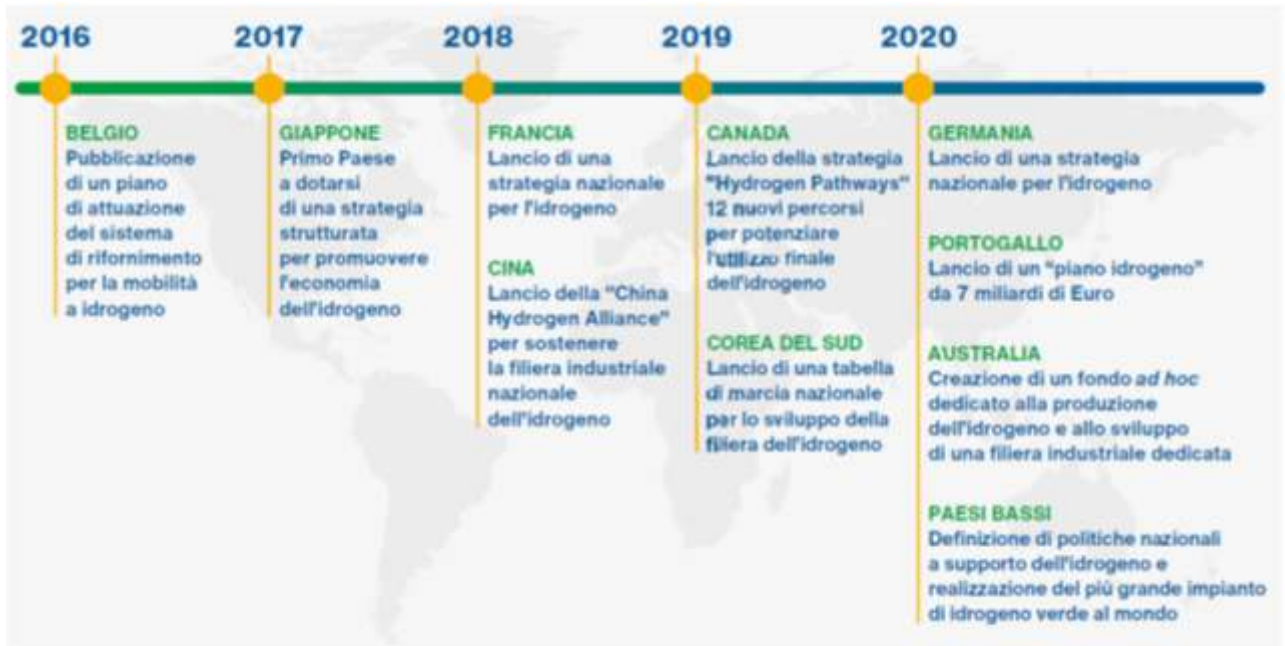 2016
2017
2018
2019
2020
BELGIO
Pubblicazione
di un piano
di attuazione
del sistema
di rifornimento
per la mobilità
a idrogeno
GIAPPONE
Primo Paese
a dotarsi
di una strategia
strutturata
per promuovere
l'economia
dell'idrogeno
FRANCIA
Lancio di una
strategia nazionale
per l'idrogeno
CINA
Lancio della "China
Hydrogen Alliance"
per sostenere
la filiera industriale
nazionale
dell'idrogeno
CANADA
Lancio della strategia
"Hydrogen Pathways"
12 nuovi percorsi
per potenziare
l'utilizzo finale
dell'idrogeno
COREA DEL SUD
Lancio di una tabella
di marcia nazionale
per lo sviluppo della
filiera dell'idrogeno
GERMANIA
Lancio di una strategia
nazionale per l'idrogeno
PORTOGALLO
Lancio di un "piano idrogeno"
da 7 miliardi di Euro
AUSTRALIA
Creazione di un fondo ad hoc
dedicato alla produzione
dell'idrogeno e allo sviluppo
di una filiera industriale dedicata
PAESI BASSI
Definizione di politiche nazionali
a supporto dell'idrogeno e
realizzazione del più grande impianto
di idrogeno verde al mondo